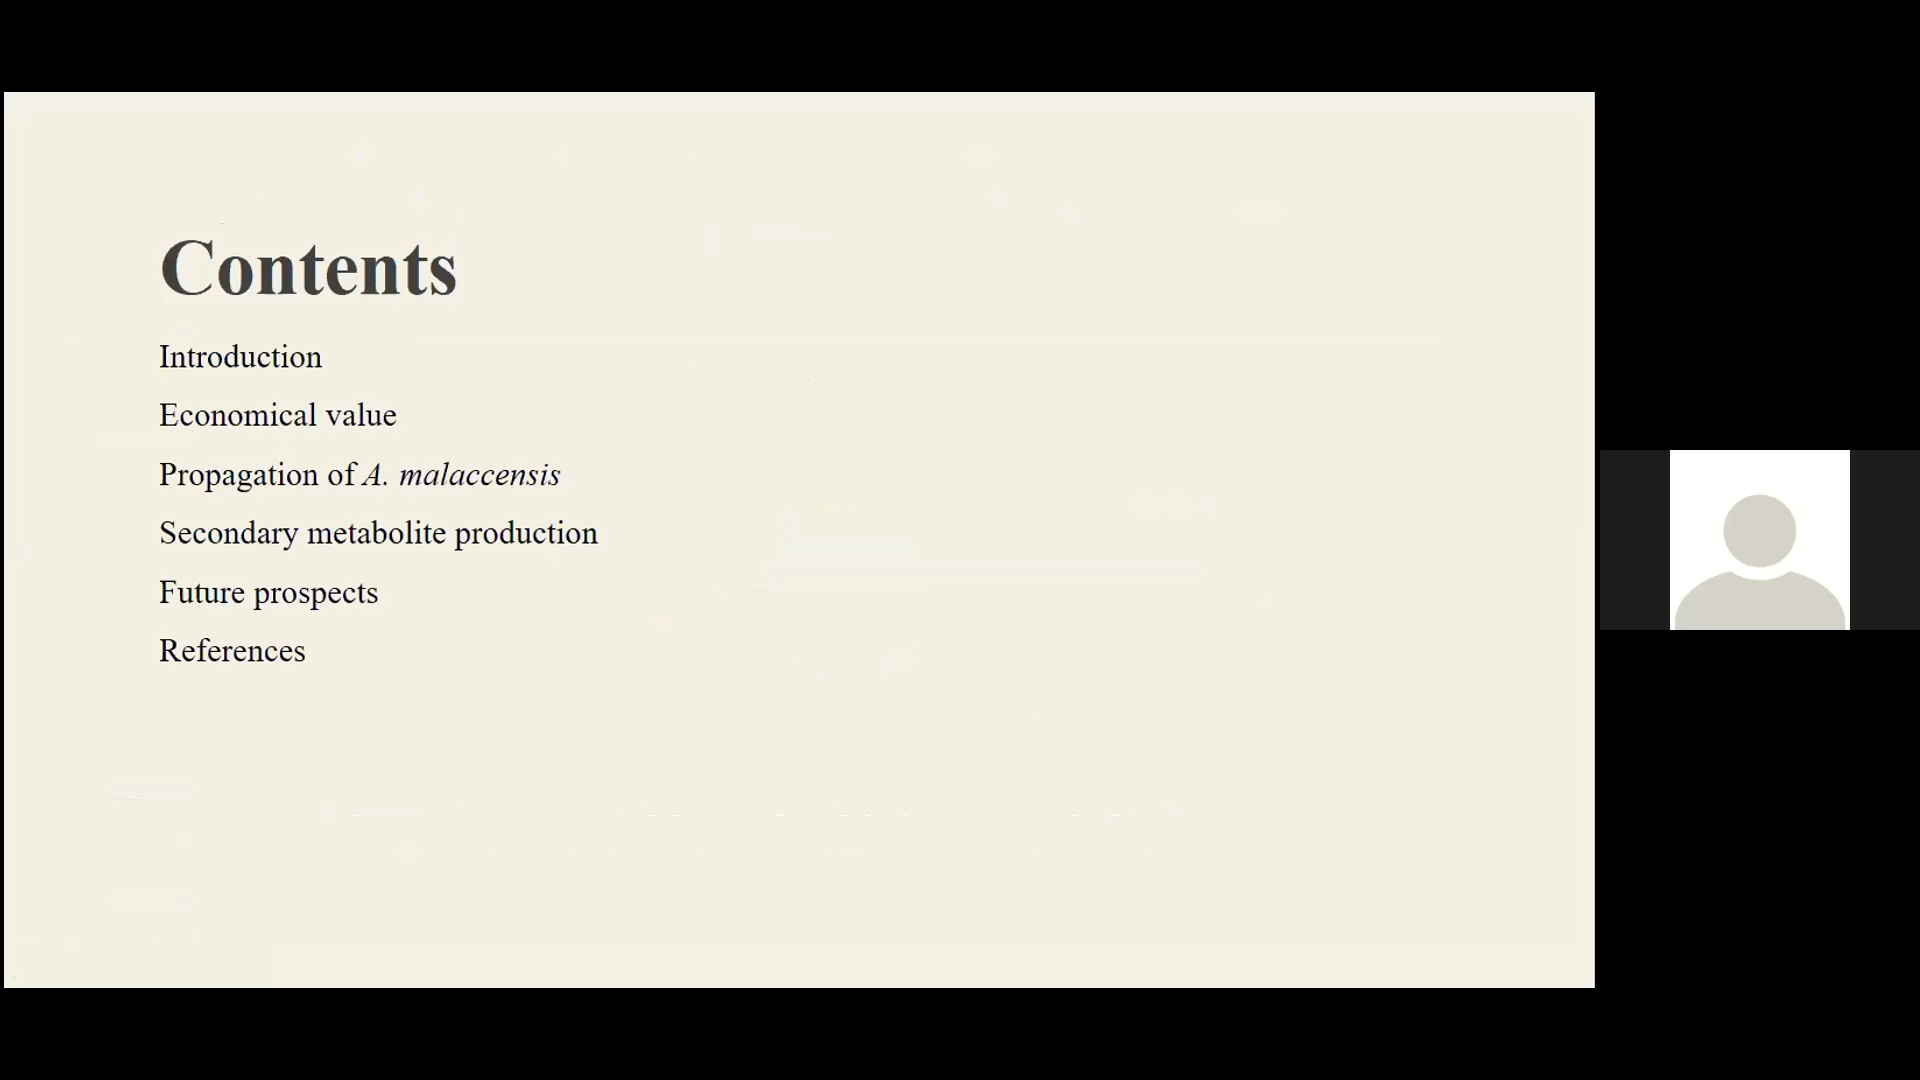 Contents
Introduction
Economical value
Propagation of A. malaccensis
Secondary metabolite production
Future prospects
References